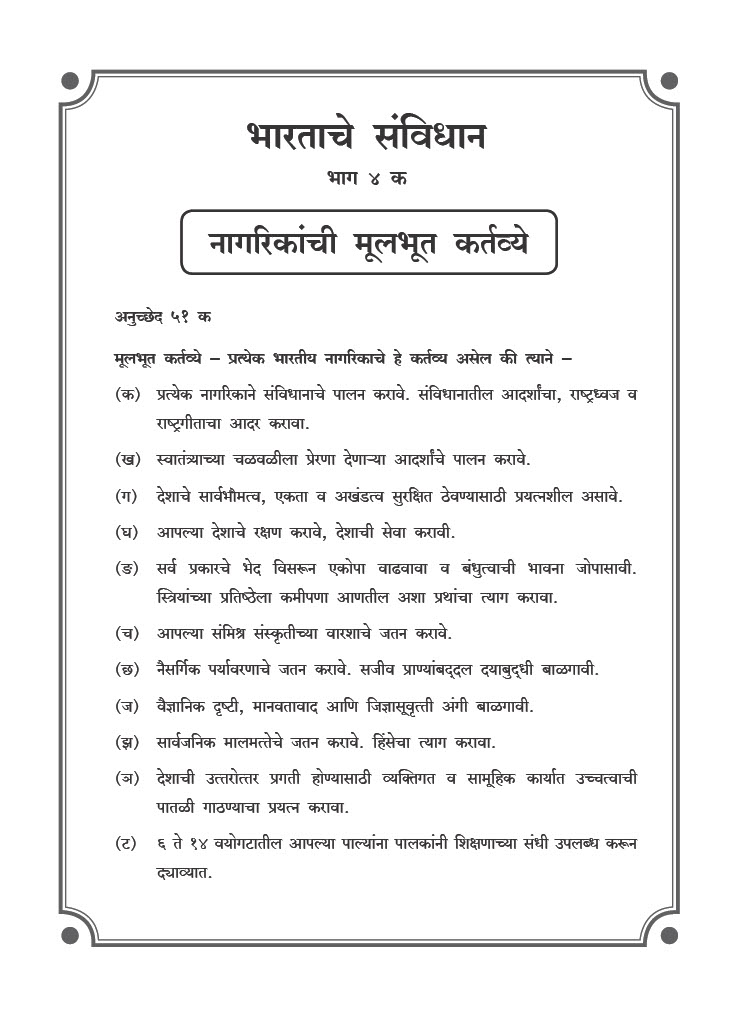 भारताचे संविधान
भाग ४ क
नागरिकांची मूलभूत कर्तव्ये
अनुच्छेद ५१ क
मूलभूत कर्तव्ये – प्रत्येक भारतीय नागरिकाचे हे कर्तव्य असेल की त्याने –
(क) प्रत्येक नागरिकाने संविधानाचे पालन करावे. संविधानातील आदर्शांचा, राष्ट्रध्वज व
राष्ट्रगीताचा आदर करावा.
(ख) स्वातंत्र्याच्या चळवळीला प्रेरणा देणाऱ्या आदर्शांचे पालन करावे.
(ग) देशाचे सार्वभौमत्व, एकता व अखंडत्व सुरक्षित ठेवण्यासाठी प्रयत्नशील असावे.
(घ) आपल्या देशाचे रक्षण करावे, देशाची सेवा करावी.
(ङ) सर्व प्रकारचे भेद विसरून एकोपा वाढवावा व बंधुत्वाची भावना जोपासावी.
स्त्रियांच्या प्रतिष्ठेला कमीपणा आणतील अशा प्रथांचा त्याग करावा.
(च) आपल्या संमिश्र संस्कृतीच्या वारशाचे जतन करावे.
(छ) नैसर्गिक पर्यावरणाचे जतन करावे. सजीव प्राण्यांबद्दल दयाबुद्धी बाळगावी.
(ज) वैज्ञानिक दृष्टी, मानवतावाद आणि जिज्ञासूवृत्ती अंगी बाळगावी.
(झ) सार्वजनिक मालमत्तेचे जतन करावे. हिंसेचा त्याग करावा.
(ञ) देशाची उत्तरोत्तर प्रगती होण्यासाठी व्यक्तिगत व सामूहिक कार्यात उच्चत्वाची
पातळी गाठण्याचा प्रयत्न करावा.
(ट) ६ ते १४ वयोगटातील आपल्या पाल्यांना पालकांनी शिक्षणाच्या संधी उपलब्ध करून
द्याव्यात.